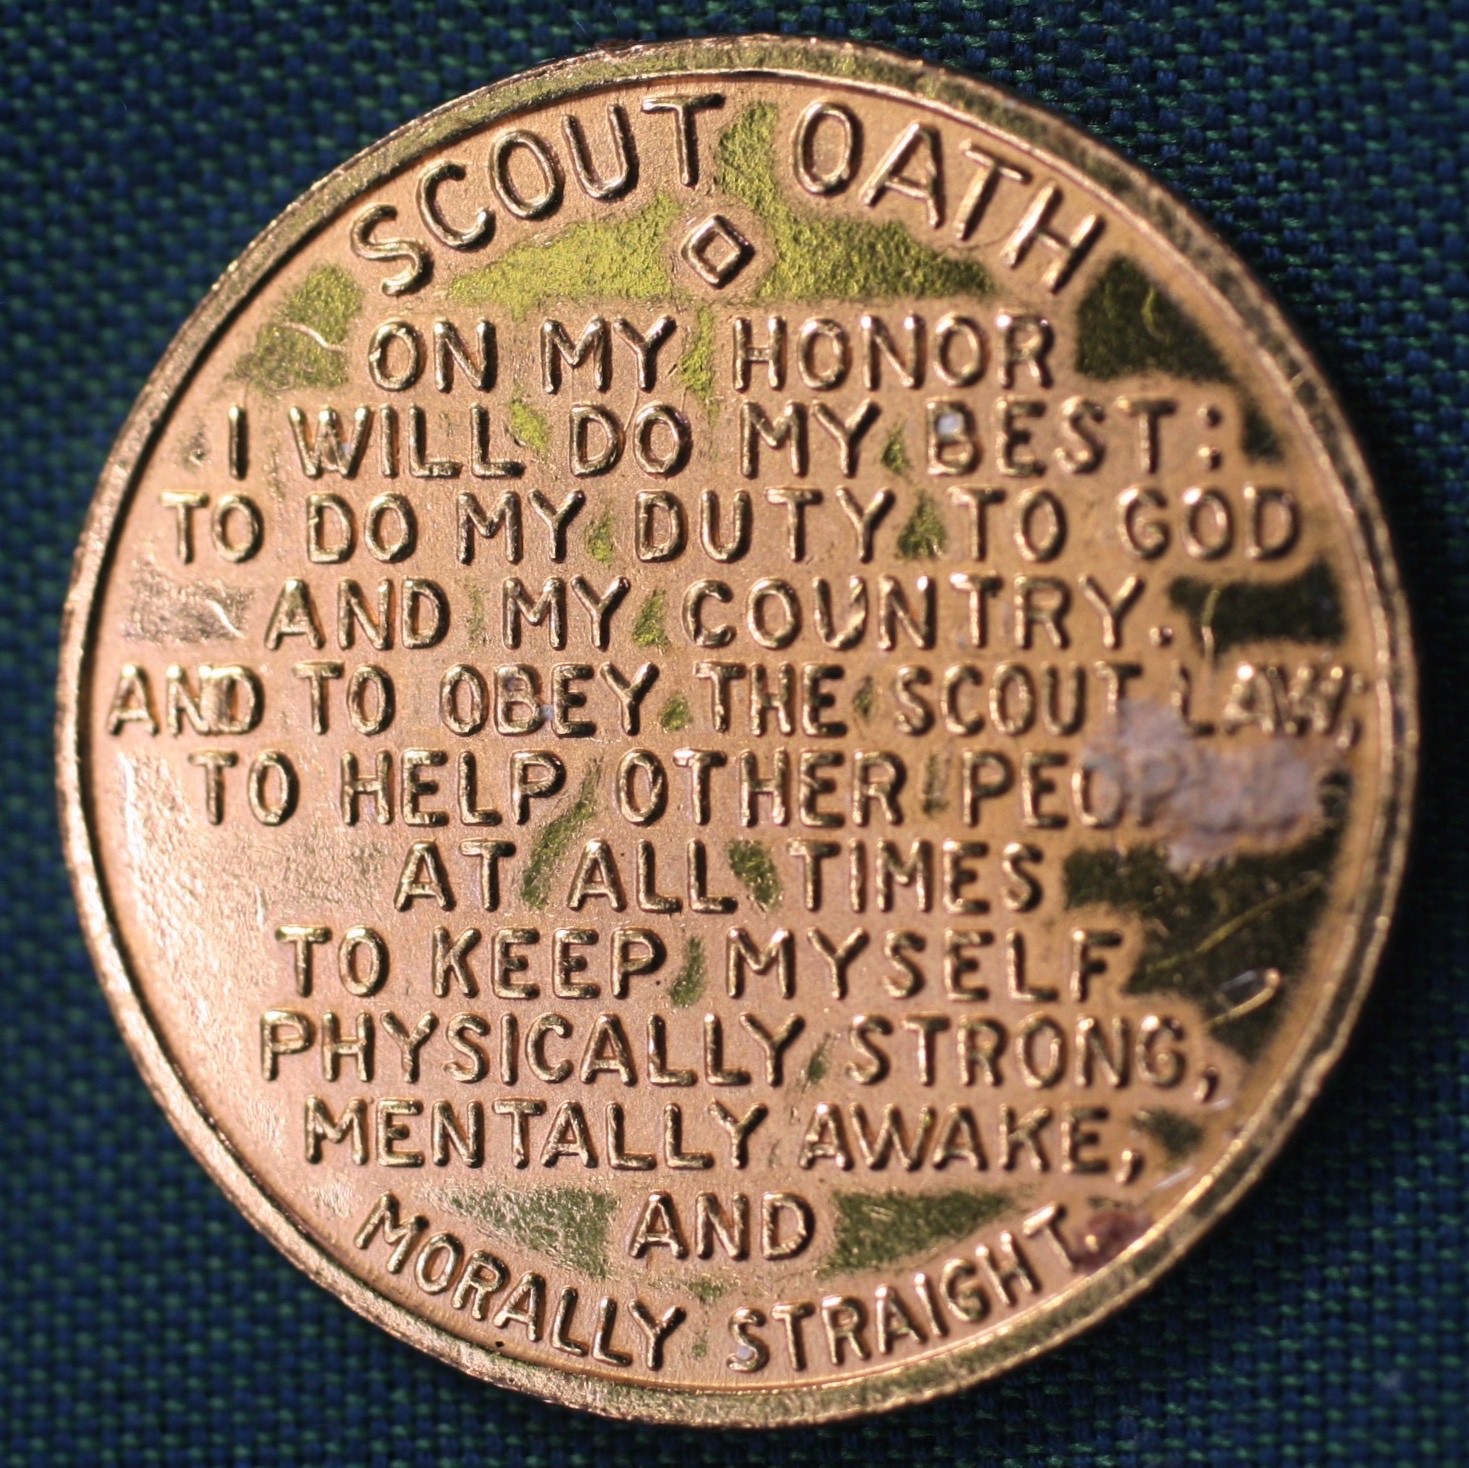 SCOUT OATH
ON MY HONOR
I WILL DO MY BEST:
TO DO MY DUTY TO GOD
AND MY COUNTRY.
AND TO OBEY THE SCOUT LAW;
TO HELP OTHER PEOPLE
AT ALL TIMES
TO KEEP MYSELF
PHYSICALLY STRONG,
MENTALLY AWAKE,
AND
MORALLY STRAIGHT.